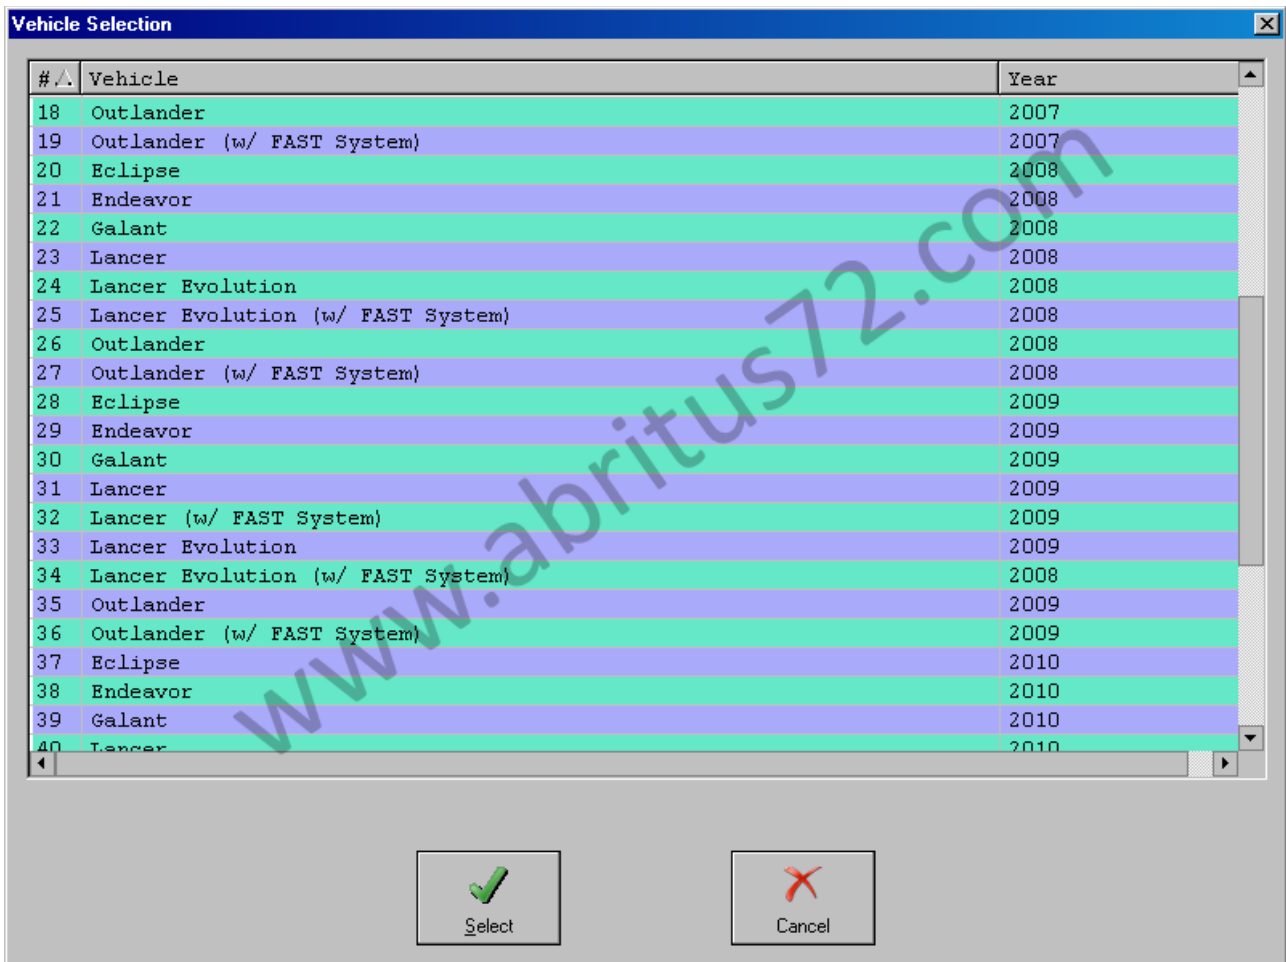 Vehicle Selection
# Vehicle Year
18 Outlander 2007
19 Outlander (w/ FAST System) 2007
20 Eclipse 2008
21 Endeavor 2008
22 Galant 2008
23 Lancer 2008
24 Lancer Evolution 2008
25 Lancer Evolution (w/ FAST System) 2008
26 Outlander 2008
27 Outlander (w/ FAST System) 2008
28 Eclipse 2009
29 Endeavor 2009
30 Galant 2009
31 Lancer 2009
32 Lancer (w/ FAST System) 2009
33 Lancer Evolution 2009
34 Lancer Evolution (w/ FAST System) 2008
35 Outlander 2009
36 Outlander (w/ FAST System) 2009
37 Eclipse 2010
38 Endeavor 2010
39 Galant 2010
40 Lancer 2010
www.abritus72.com
Select Cancel